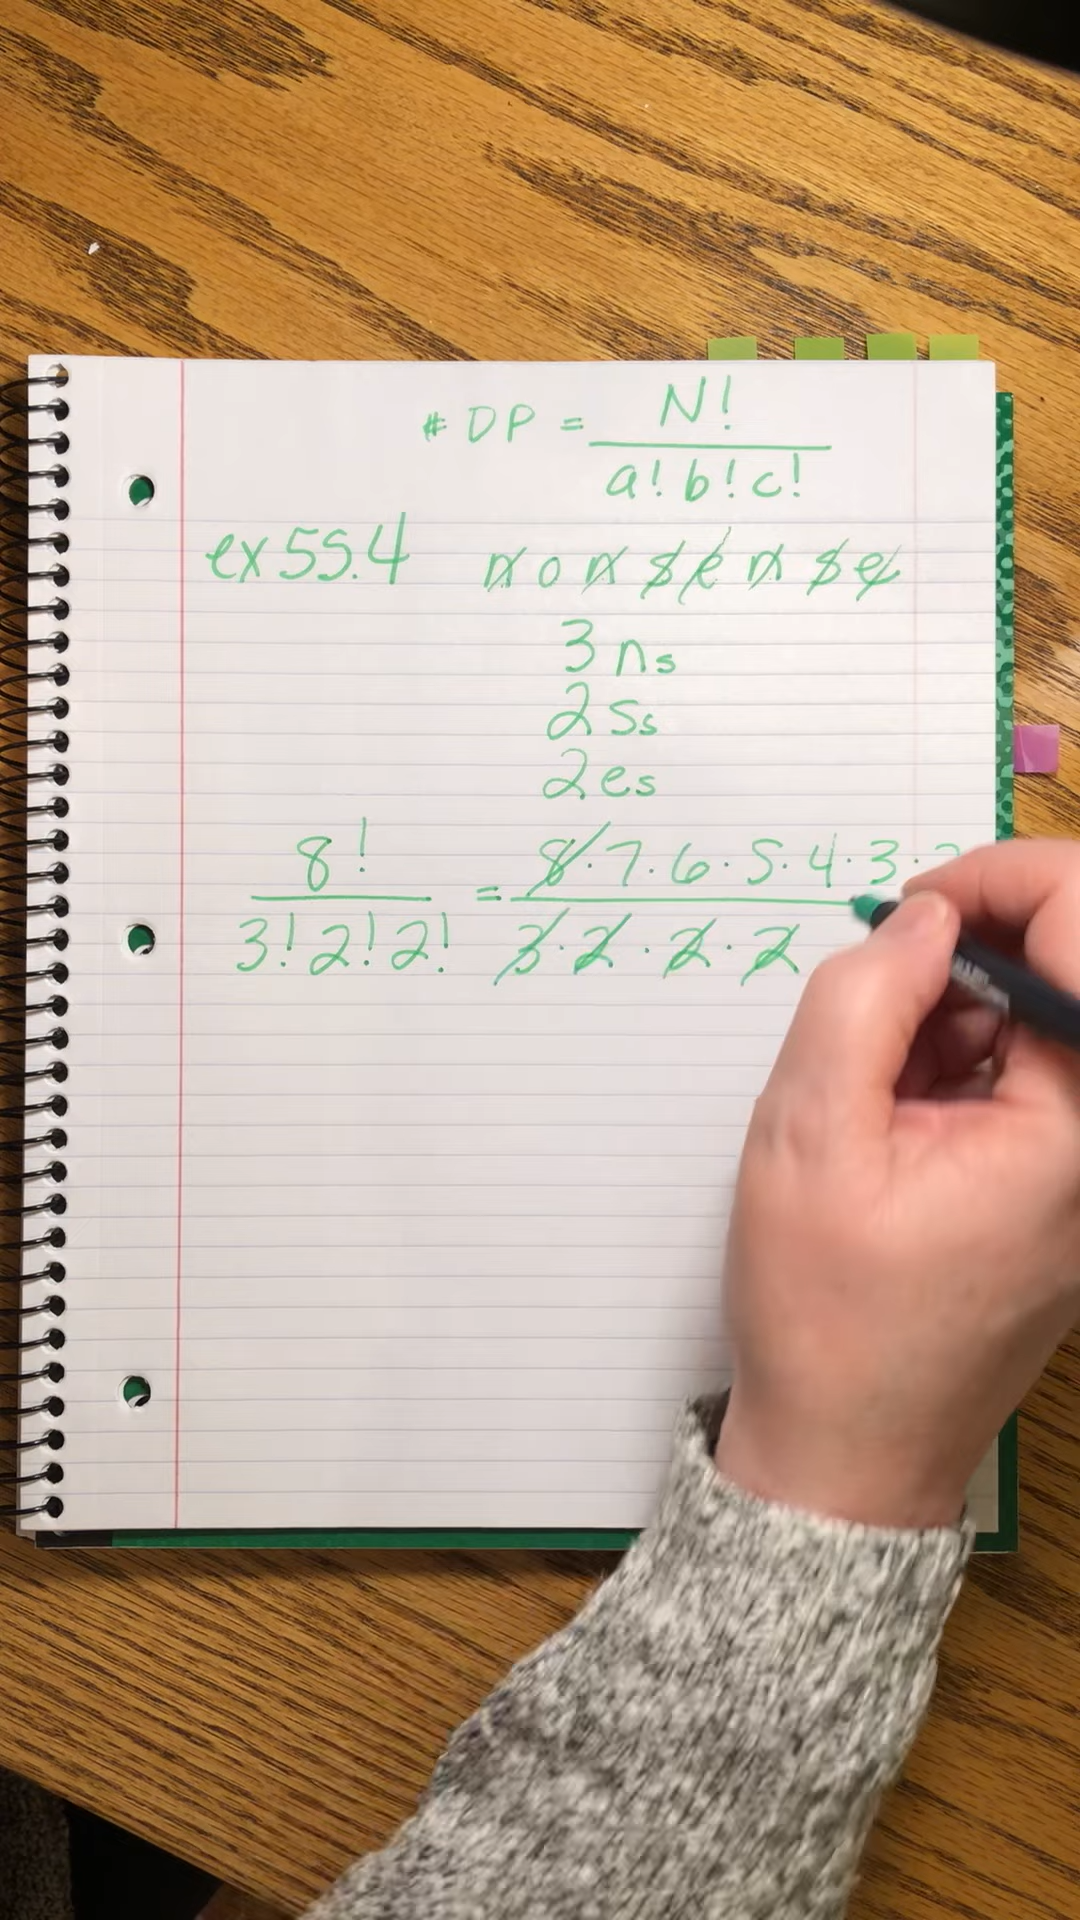 # DP = N! / a! b! c!
ex 55.4 n o n s e n s e
3 ns
2 Ss
2 es
8! / 3! 2! 2! = 8 · 7 · 6 · 5 · 4 · 3 · / 3 · 2 · 2 · 2